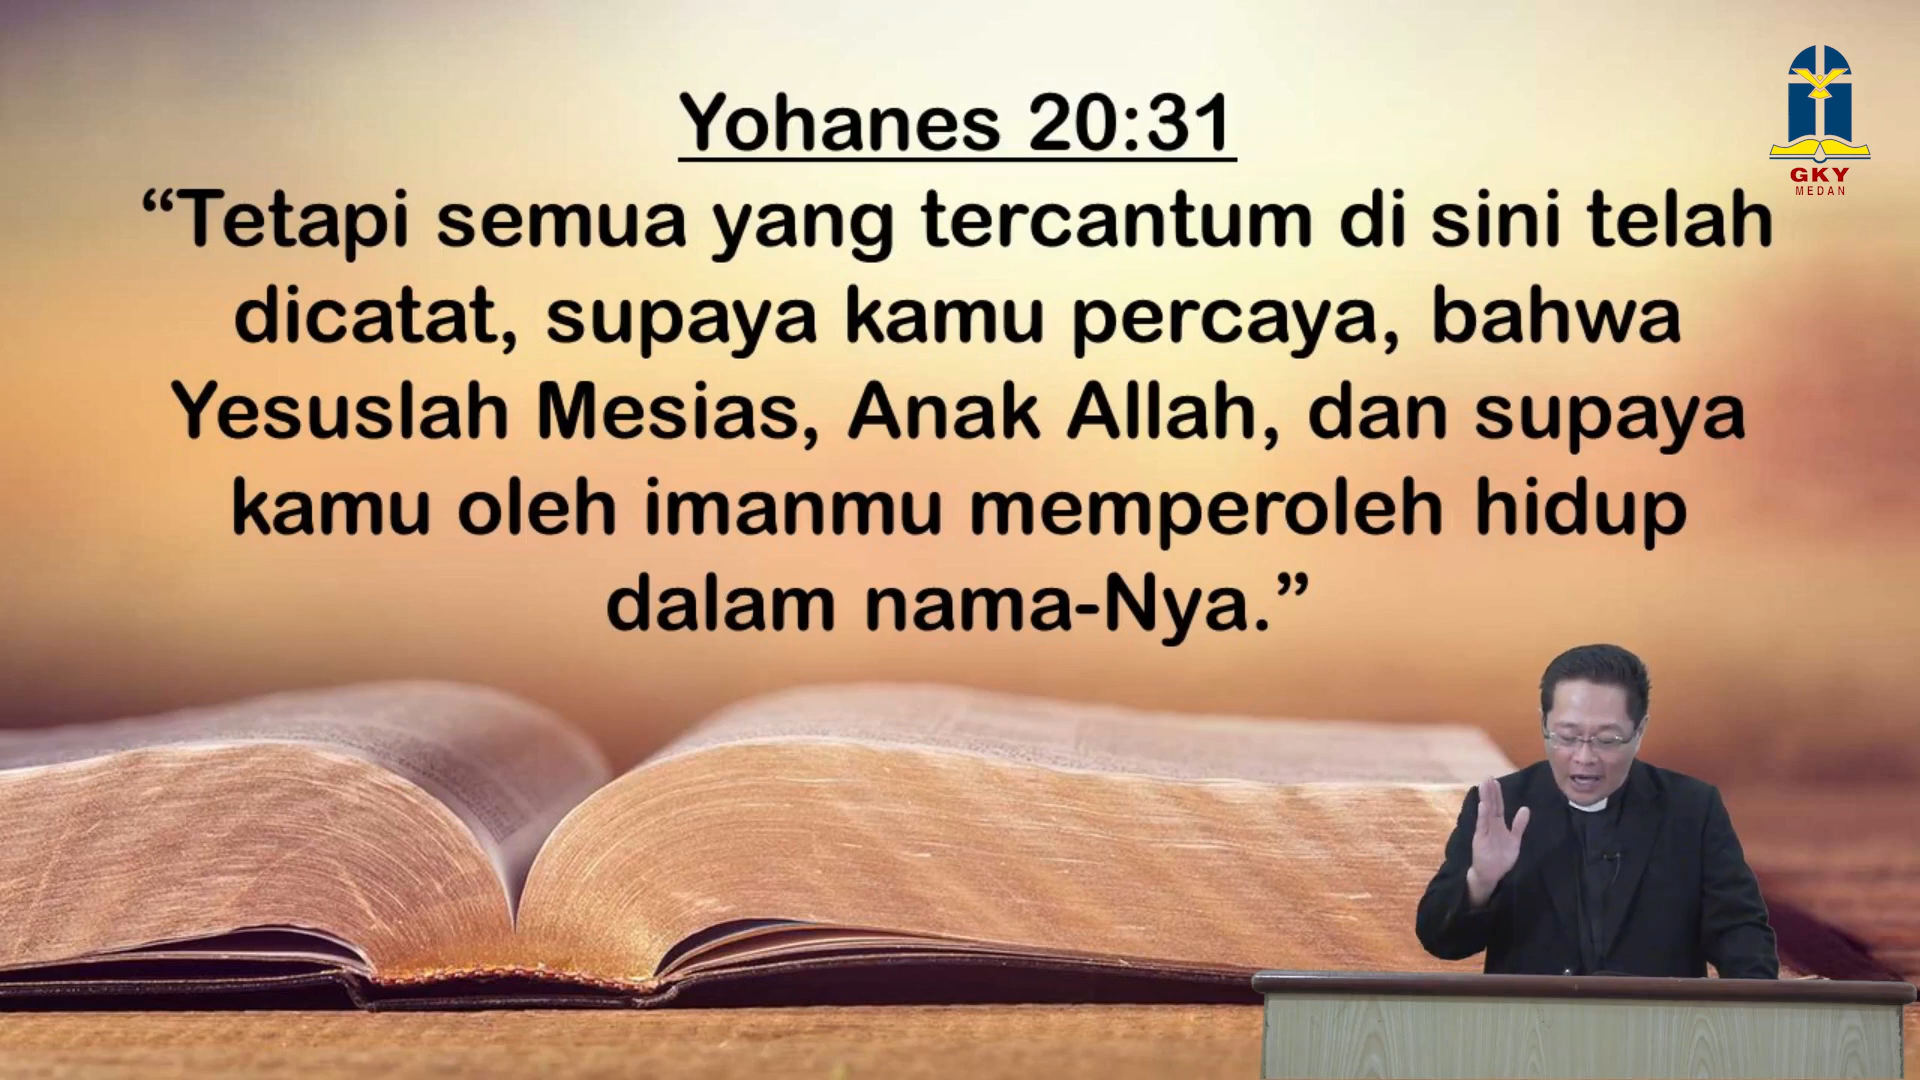 Yohanes 20:31
“Tetapi semua yang tercantum di sini telah
dicatat, supaya kamu percaya, bahwa
Yesuslah Mesias, Anak Allah, dan supaya
kamu oleh imanmu memperoleh hidup
dalam nama-Nya.”
GKY
MEDAN